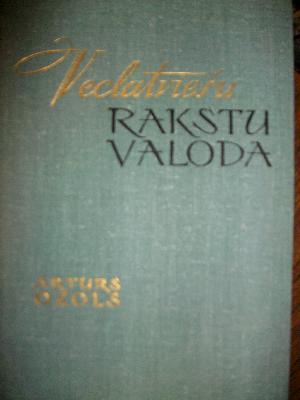 Veclatviešu
RAKSTU
VALODA
ARTURS
OZOLS